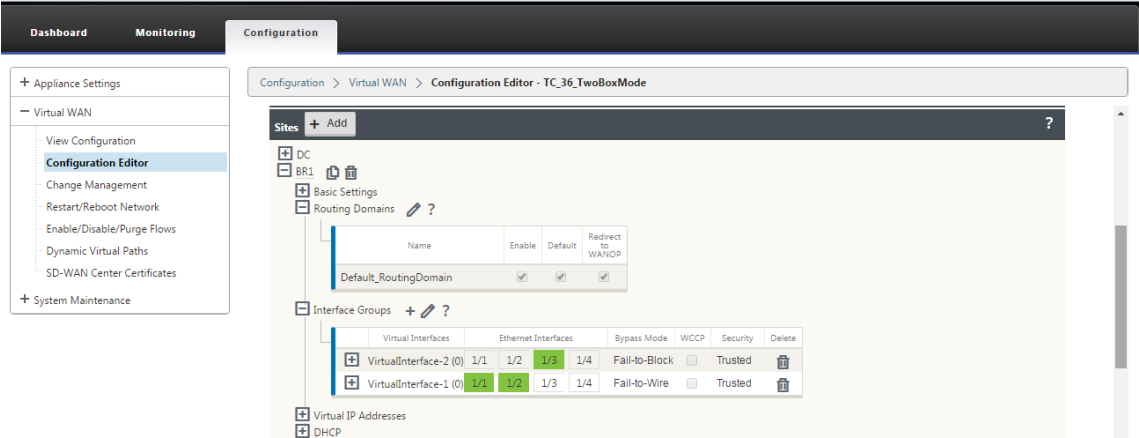 Dashboard Monitoring Configuration
+ Appliance Settings
− Virtual WAN
View Configuration
Configuration Editor
Change Management
Restart/Reboot Network
Enable/Disable/Purge Flows
Dynamic Virtual Paths
SD-WAN Center Certificates
+ System Maintenance
Configuration > Virtual WAN > Configuration Editor - TC_36_TwoBoxMode
Sites + Add ?
+ DC
− BR1
+ Basic Settings
− Routing Domains ?
Name Enable Default Redirect to WANOP
Default_RoutingDomain
− Interface Groups + ?
Virtual Interfaces Ethernet Interfaces Bypass Mode WCCP Security Delete
+ VirtualInterface-2 (0) 1/1 1/2 1/3 1/4 Fail-to-Block Trusted
+ VirtualInterface-1 (0) 1/1 1/2 1/3 1/4 Fail-to-Wire Trusted
+ Virtual IP Addresses
+ DHCP